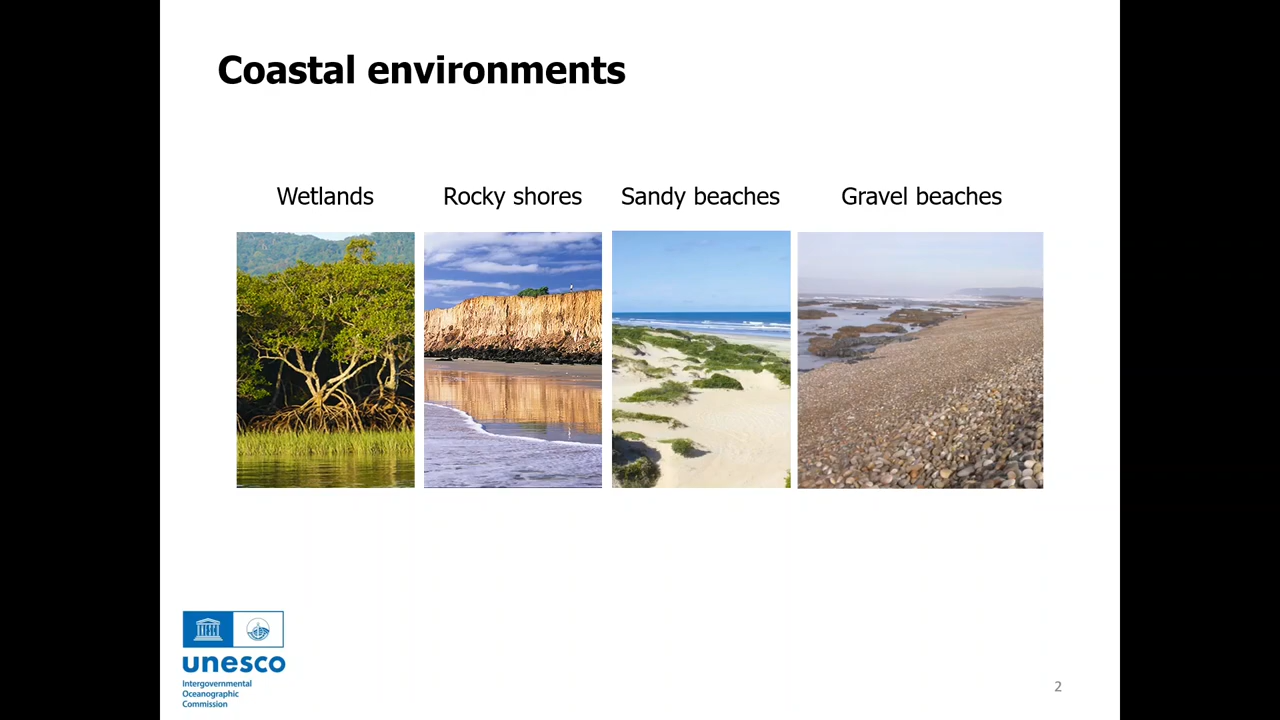 Coastal environments
Wetlands
Rocky shores
Sandy beaches
Gravel beaches
unesco
Intergovernmental
Oceanographic
Commission
2